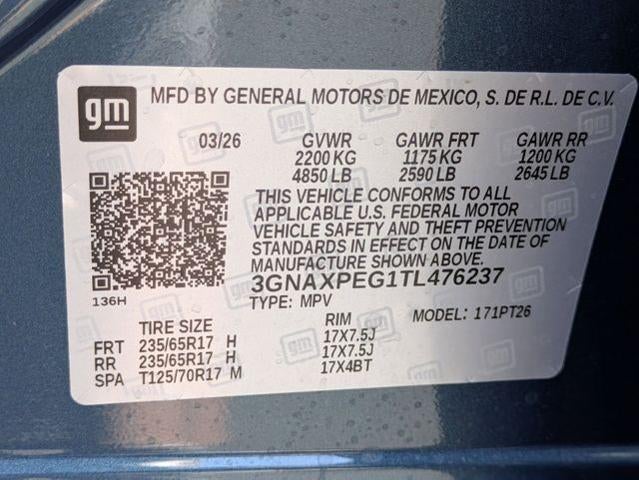 gm MFD BY GENERAL MOTORS DE MEXICO, S. DE R.L. DE C.V.
03/26 GVWR GAWR FRT GAWR RR
2200 KG 1175 KG 1200 KG
4850 LB 2590 LB 2645 LB
THIS VEHICLE CONFORMS TO ALL
APPLICABLE U.S. FEDERAL MOTOR
VEHICLE SAFETY AND THEFT PREVENTION
STANDARDS IN EFFECT ON THE DATE OF
MANUFACTURE SHOWN ABOVE.
136H
3GNAXPEG1TL476237
TYPE: MPV MODEL: 171PT26
TIRE SIZE RIM
FRT 235/65R17 H 17X7.5J
RR 235/65R17 H 17X7.5J
SPA T125/70R17 M 17X4BT